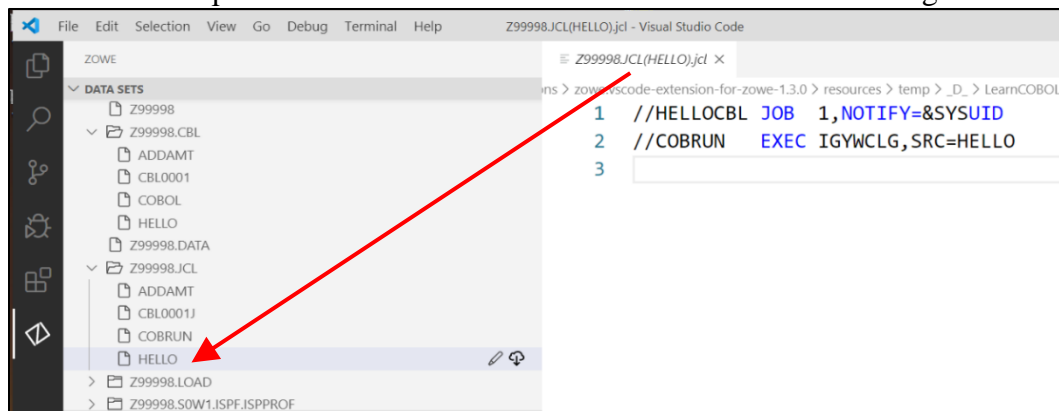 File Edit Selection View Go Debug Terminal Help Z99998.JCL(HELLO).jcl - Visual Studio Code
ZOWE
Z99998.JCL(HELLO).jcl ×
DATA SETS
ns > zowe.vscode-extension-for-zowe-1.3.0 > resources > temp > _D_ > LearnCOBOL
Z99998
Z99998.CBL
ADDAMT
CBL0001
COBOL
HELLO
Z99998.DATA
Z99998.JCL
ADDAMT
CBL0001J
COBRUN
HELLO
Z99998.LOAD
Z99998.S0W1.ISPF.ISPPROF
1 //HELLOCBL JOB 1,NOTIFY=&SYSUID
2 //COBRUN EXEC IGYWCLG,SRC=HELLO
3